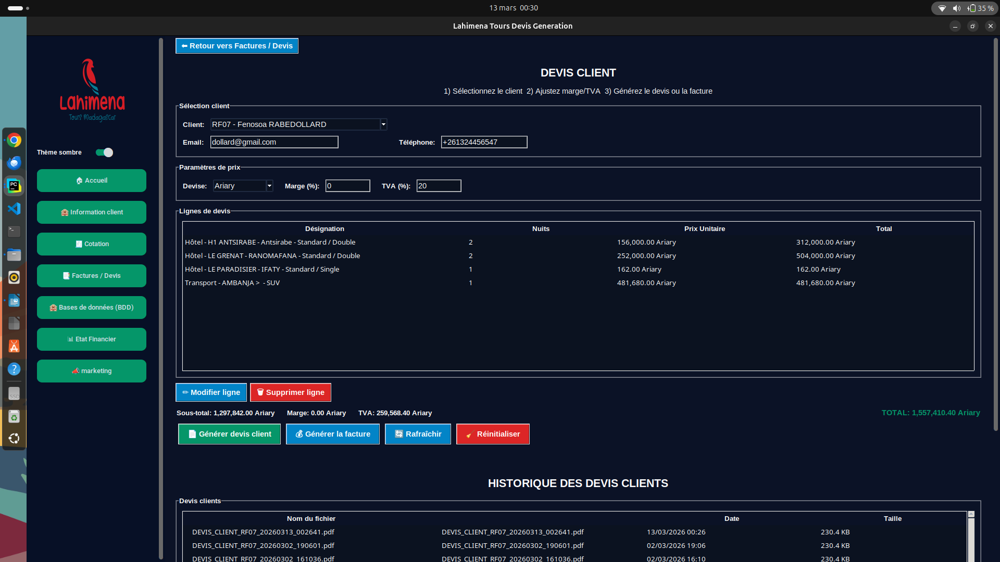 13 mars 00:30
35 %
Lahimena Tours Devis Generation
Lahimena
Tours Madagascar
Thème sombre
Accueil
Information client
Cotation
Factures / Devis
Bases de données (BDD)
Etat Financier
marketing
⬅ Retour vers Factures / Devis
DEVIS CLIENT
1) Sélectionnez le client 2) Ajustez marge/TVA 3) Générez le devis ou la facture
Sélection client
Client: RF07 - Fenosoa RABEDOLLARD
Email: dollard@gmail.com Téléphone: +261324456547
Paramètres de prix
Devise: Ariary Marge (%): 0 TVA (%): 20
Lignes de devis
Désignation Nuits Prix Unitaire Total
Hôtel - H1 ANTSIRABE - Antsirabe - Standard / Double 2 156,000.00 Ariary 312,000.00 Ariary
Hôtel - LE GRENAT - RANOMAFANA - Standard / Double 2 252,000.00 Ariary 504,000.00 Ariary
Hôtel - LE PARADISIER - IFATY - Standard / Single 1 162.00 Ariary 162.00 Ariary
Transport - AMBANJA > - SUV 1 481,680.00 Ariary 481,680.00 Ariary
✏ Modifier ligne 🗑 Supprimer ligne
Sous-total: 1,297,842.00 Ariary Marge: 0.00 Ariary TVA: 259,568.40 Ariary TOTAL: 1,557,410.40 Ariary
Générer devis client Générer la facture Rafraîchir Réinitialiser
HISTORIQUE DES DEVIS CLIENTS
Devis clients
Nom du fichier Date Taille
DEVIS_CLIENT_RF07_20260313_002641.pdf DEVIS_CLIENT_RF07_20260313_002641.pdf 13/03/2026 00:26 230.4 KB
DEVIS_CLIENT_RF07_20260302_190601.pdf DEVIS_CLIENT_RF07_20260302_190601.pdf 02/03/2026 19:06 230.4 KB
DEVIS_CLIENT_RF07_20260302_161036.pdf DEVIS_CLIENT_RF07_20260302_161036.pdf 02/03/2026 16:10 230.4 KB
PC
SSD